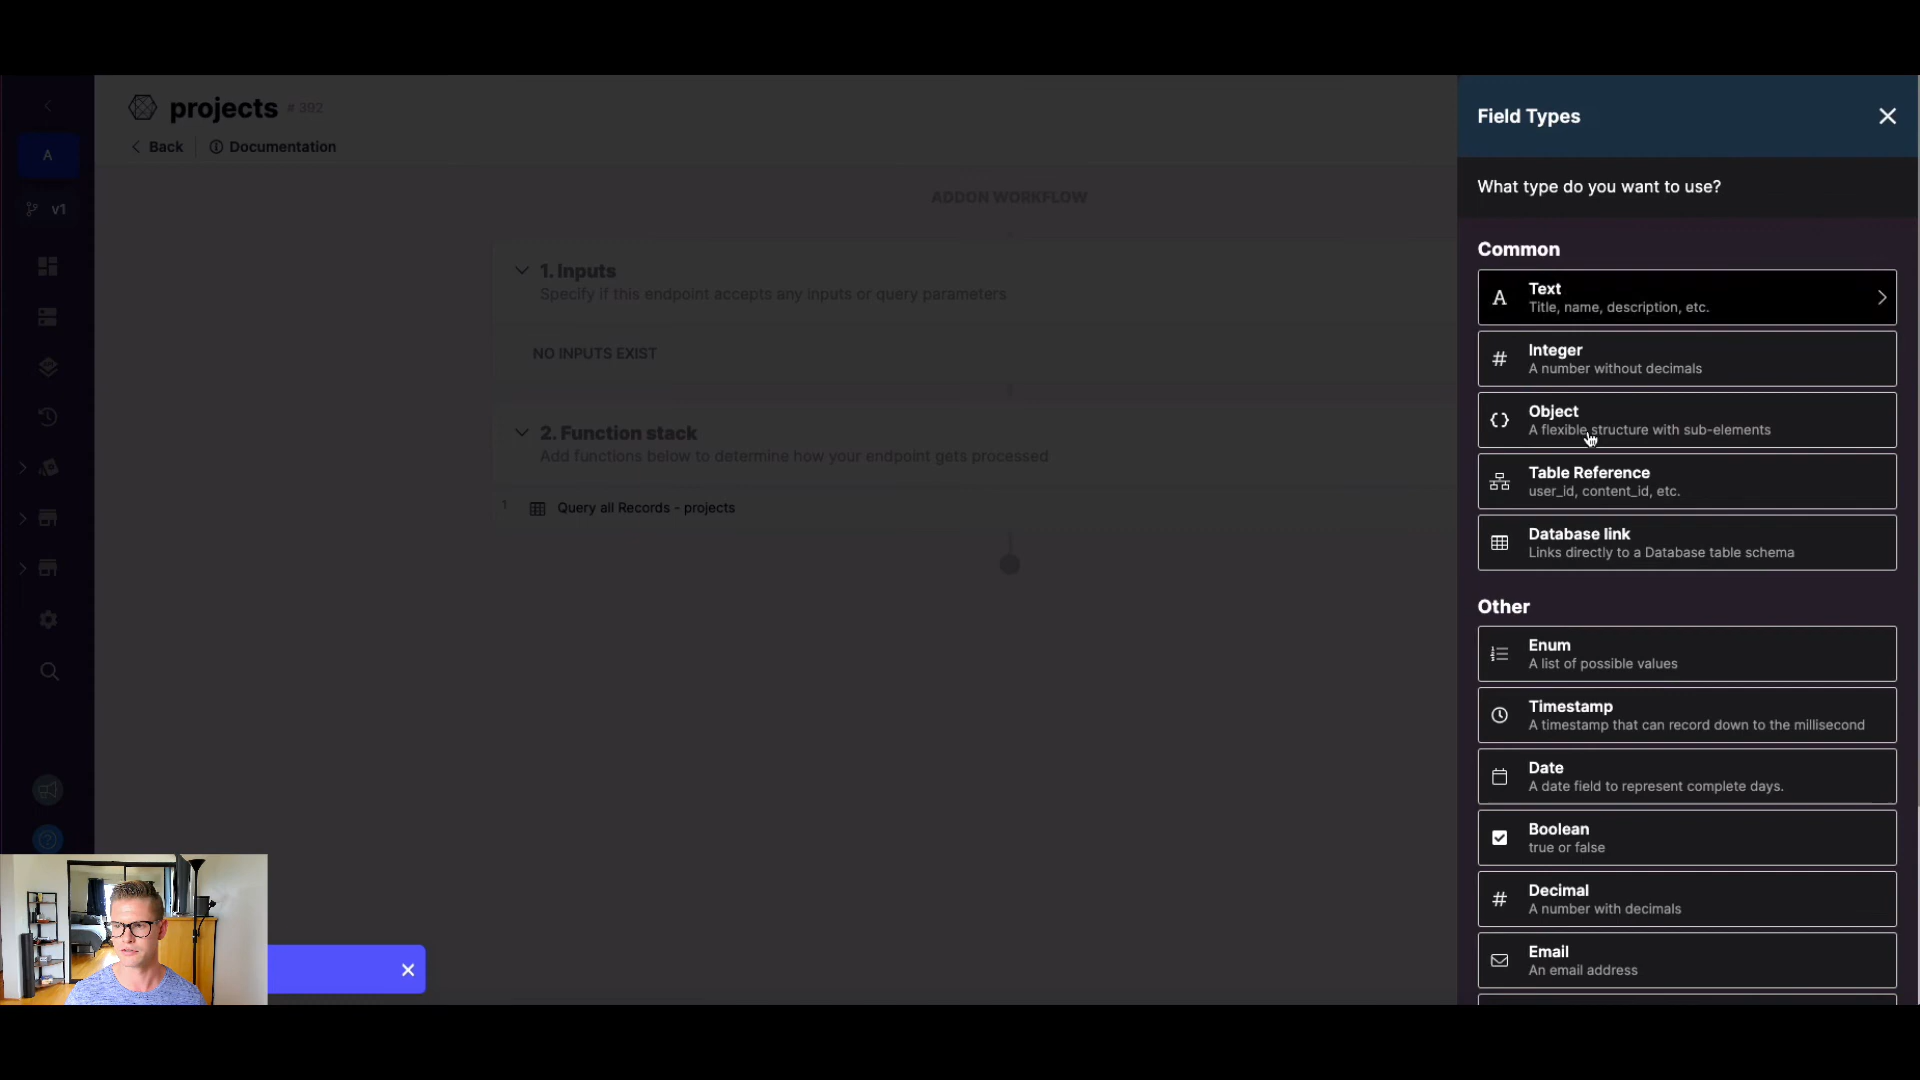 projects # 392
Back
Documentation
A
v1
ADDON WORKFLOW
1. Inputs
Specify if this endpoint accepts any inputs or query parameters
NO INPUTS EXIST
2. Function stack
Add functions below to determine how your endpoint gets processed
1 Query all Records - projects
Field Types
What type do you want to use?
Common
Text
Title, name, description, etc.
Integer
A number without decimals
Object
A flexible structure with sub-elements
Table Reference
user_id, content_id, etc.
Database link
Links directly to a Database table schema
Other
Enum
A list of possible values
Timestamp
A timestamp that can record down to the millisecond
Date
A date field to represent complete days.
Boolean
true or false
Decimal
A number with decimals
Email
An email address